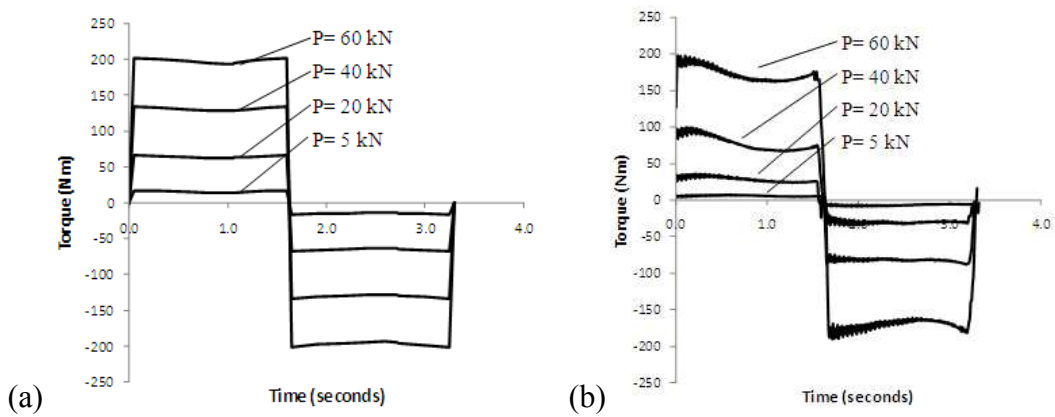 250
200
150
100
50
0
-50
-100
-150
-200
-250
Torque (Nm)
P= 60 kN
P= 40 kN
P= 20 kN
P= 5 kN
0.0
1.0
2.0
3.0
4.0
Time (seconds)
(a)
250
200
150
100
50
0
-50
-100
-150
-200
-250
Torque (Nm)
P= 60 kN
P= 40 kN
P= 20 kN
P= 5 kN
0.0
1.0
2.0
3.0
4.0
Time (seconds)
(b)